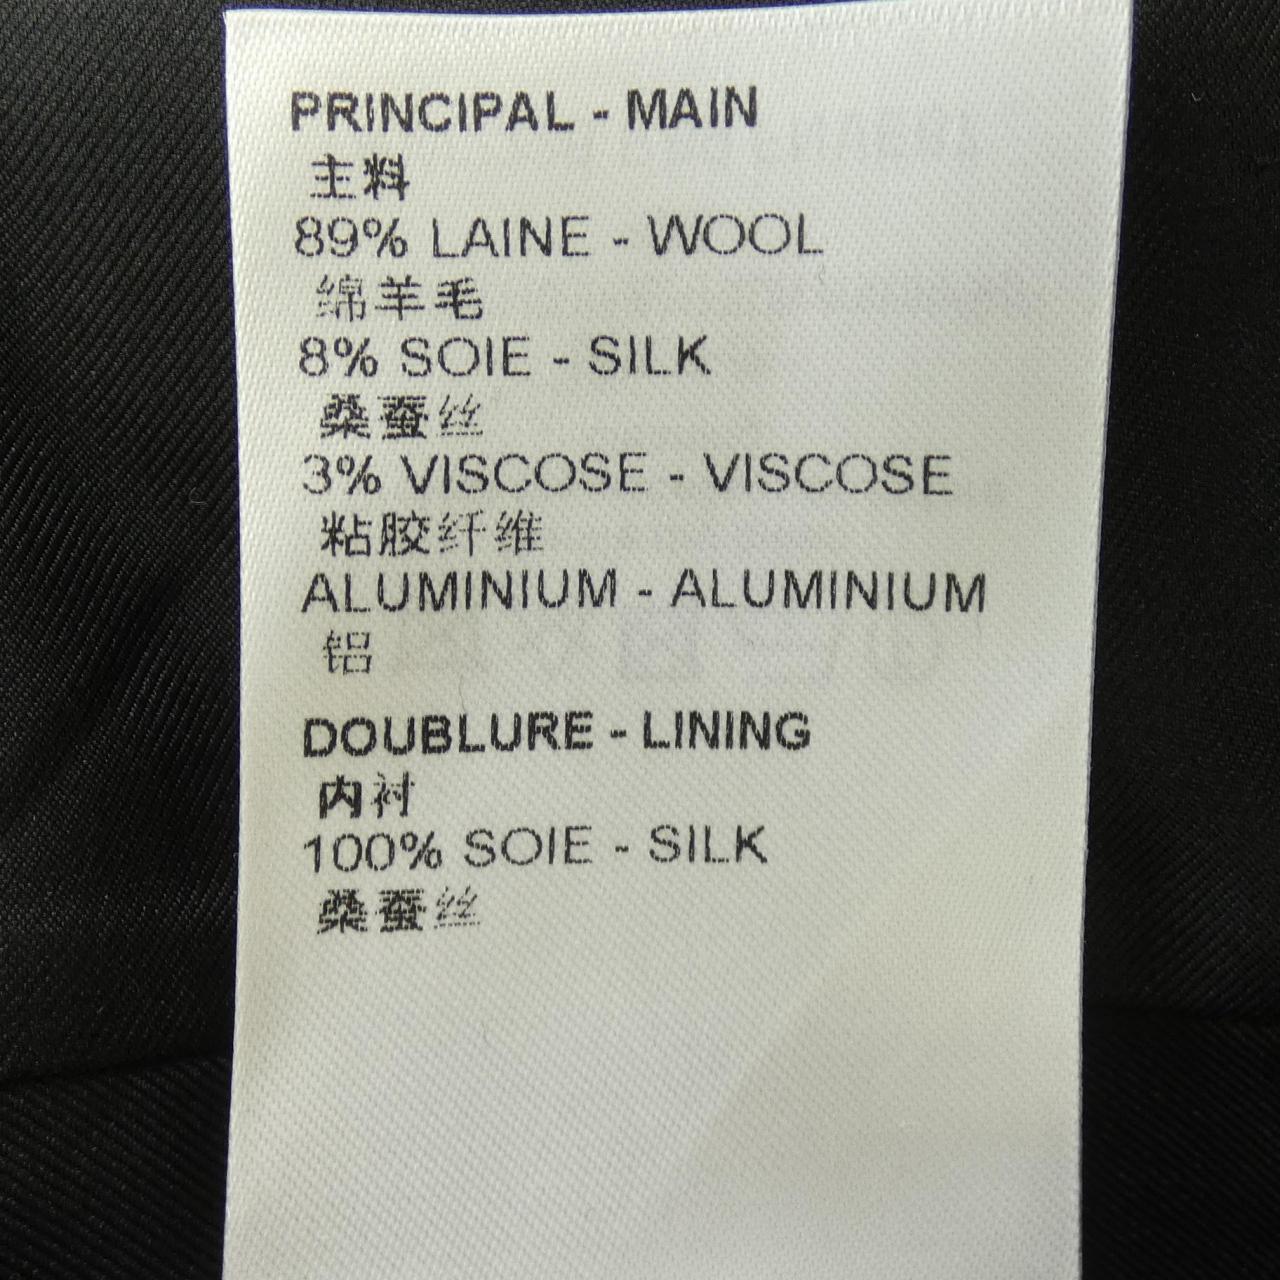 PRINCIPAL - MAIN
主料
89% LAINE - WOOL
绵羊毛
8% SOIE - SILK
桑蚕丝
3% VISCOSE - VISCOSE
粘胶纤维
ALUMINIUM - ALUMINIUM
铝
DOUBLURE - LINING
内衬
100% SOIE - SILK
桑蚕丝